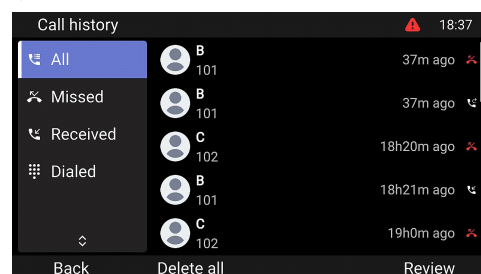 Call history 18:37
All
Missed
Received
Dialed
B
101
37m ago
B
101
37m ago
C
102
18h20m ago
B
101
18h21m ago
C
102
19h0m ago
Back Delete all Review